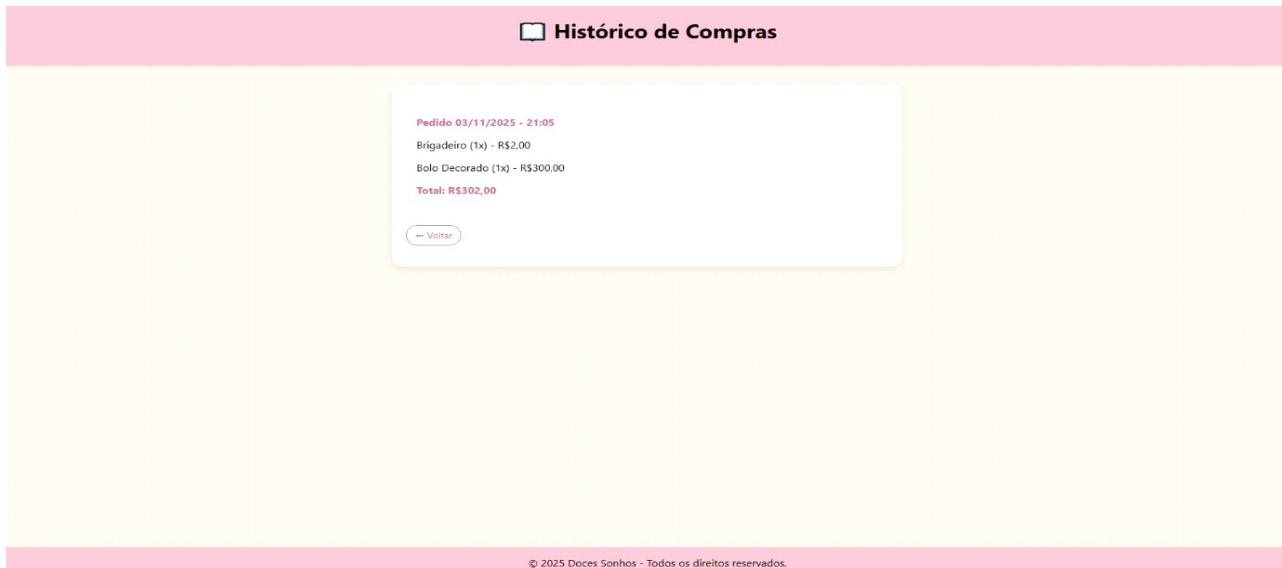 📖 Histórico de Compras
Pedido 03/11/2025 - 21:05
Brigadeiro (1x) - R$2,00
Bolo Decorado (1x) - R$300,00
Total: R$302,00
← Voltar
© 2025 Doces Sonhos - Todos os direitos reservados.